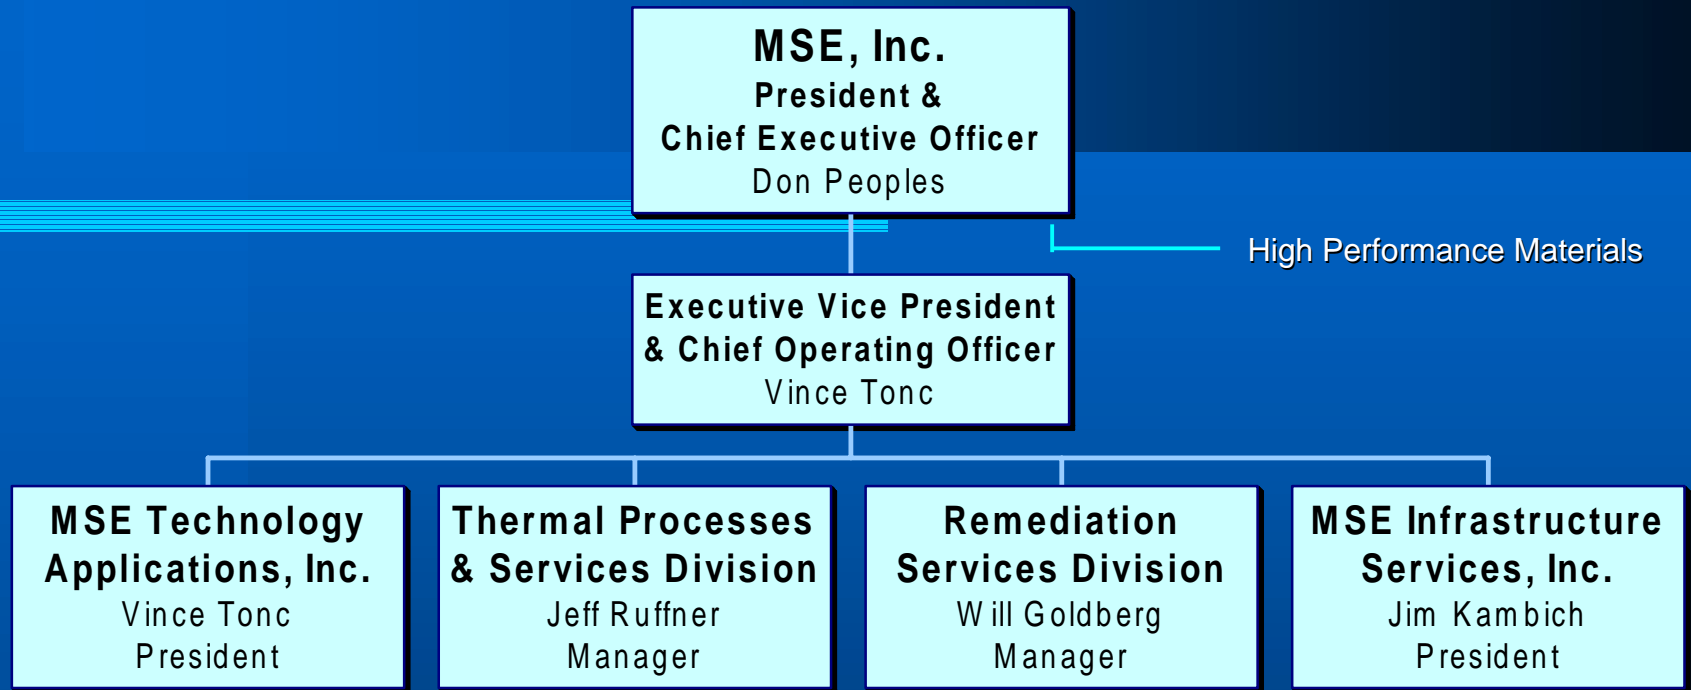 MSE, Inc.
President &
Chief Executive Officer
Don Peoples
High Performance Materials
Executive Vice President
& Chief Operating Officer
Vince Tonc
MSE Technology
Applications, Inc.
Vince Tonc
President
Thermal Processes
& Services Division
Jeff Ruffner
Manager
Remediation
Services Division
Will Goldberg
Manager
MSE Infrastructure
Services, Inc.
Jim Kambich
President